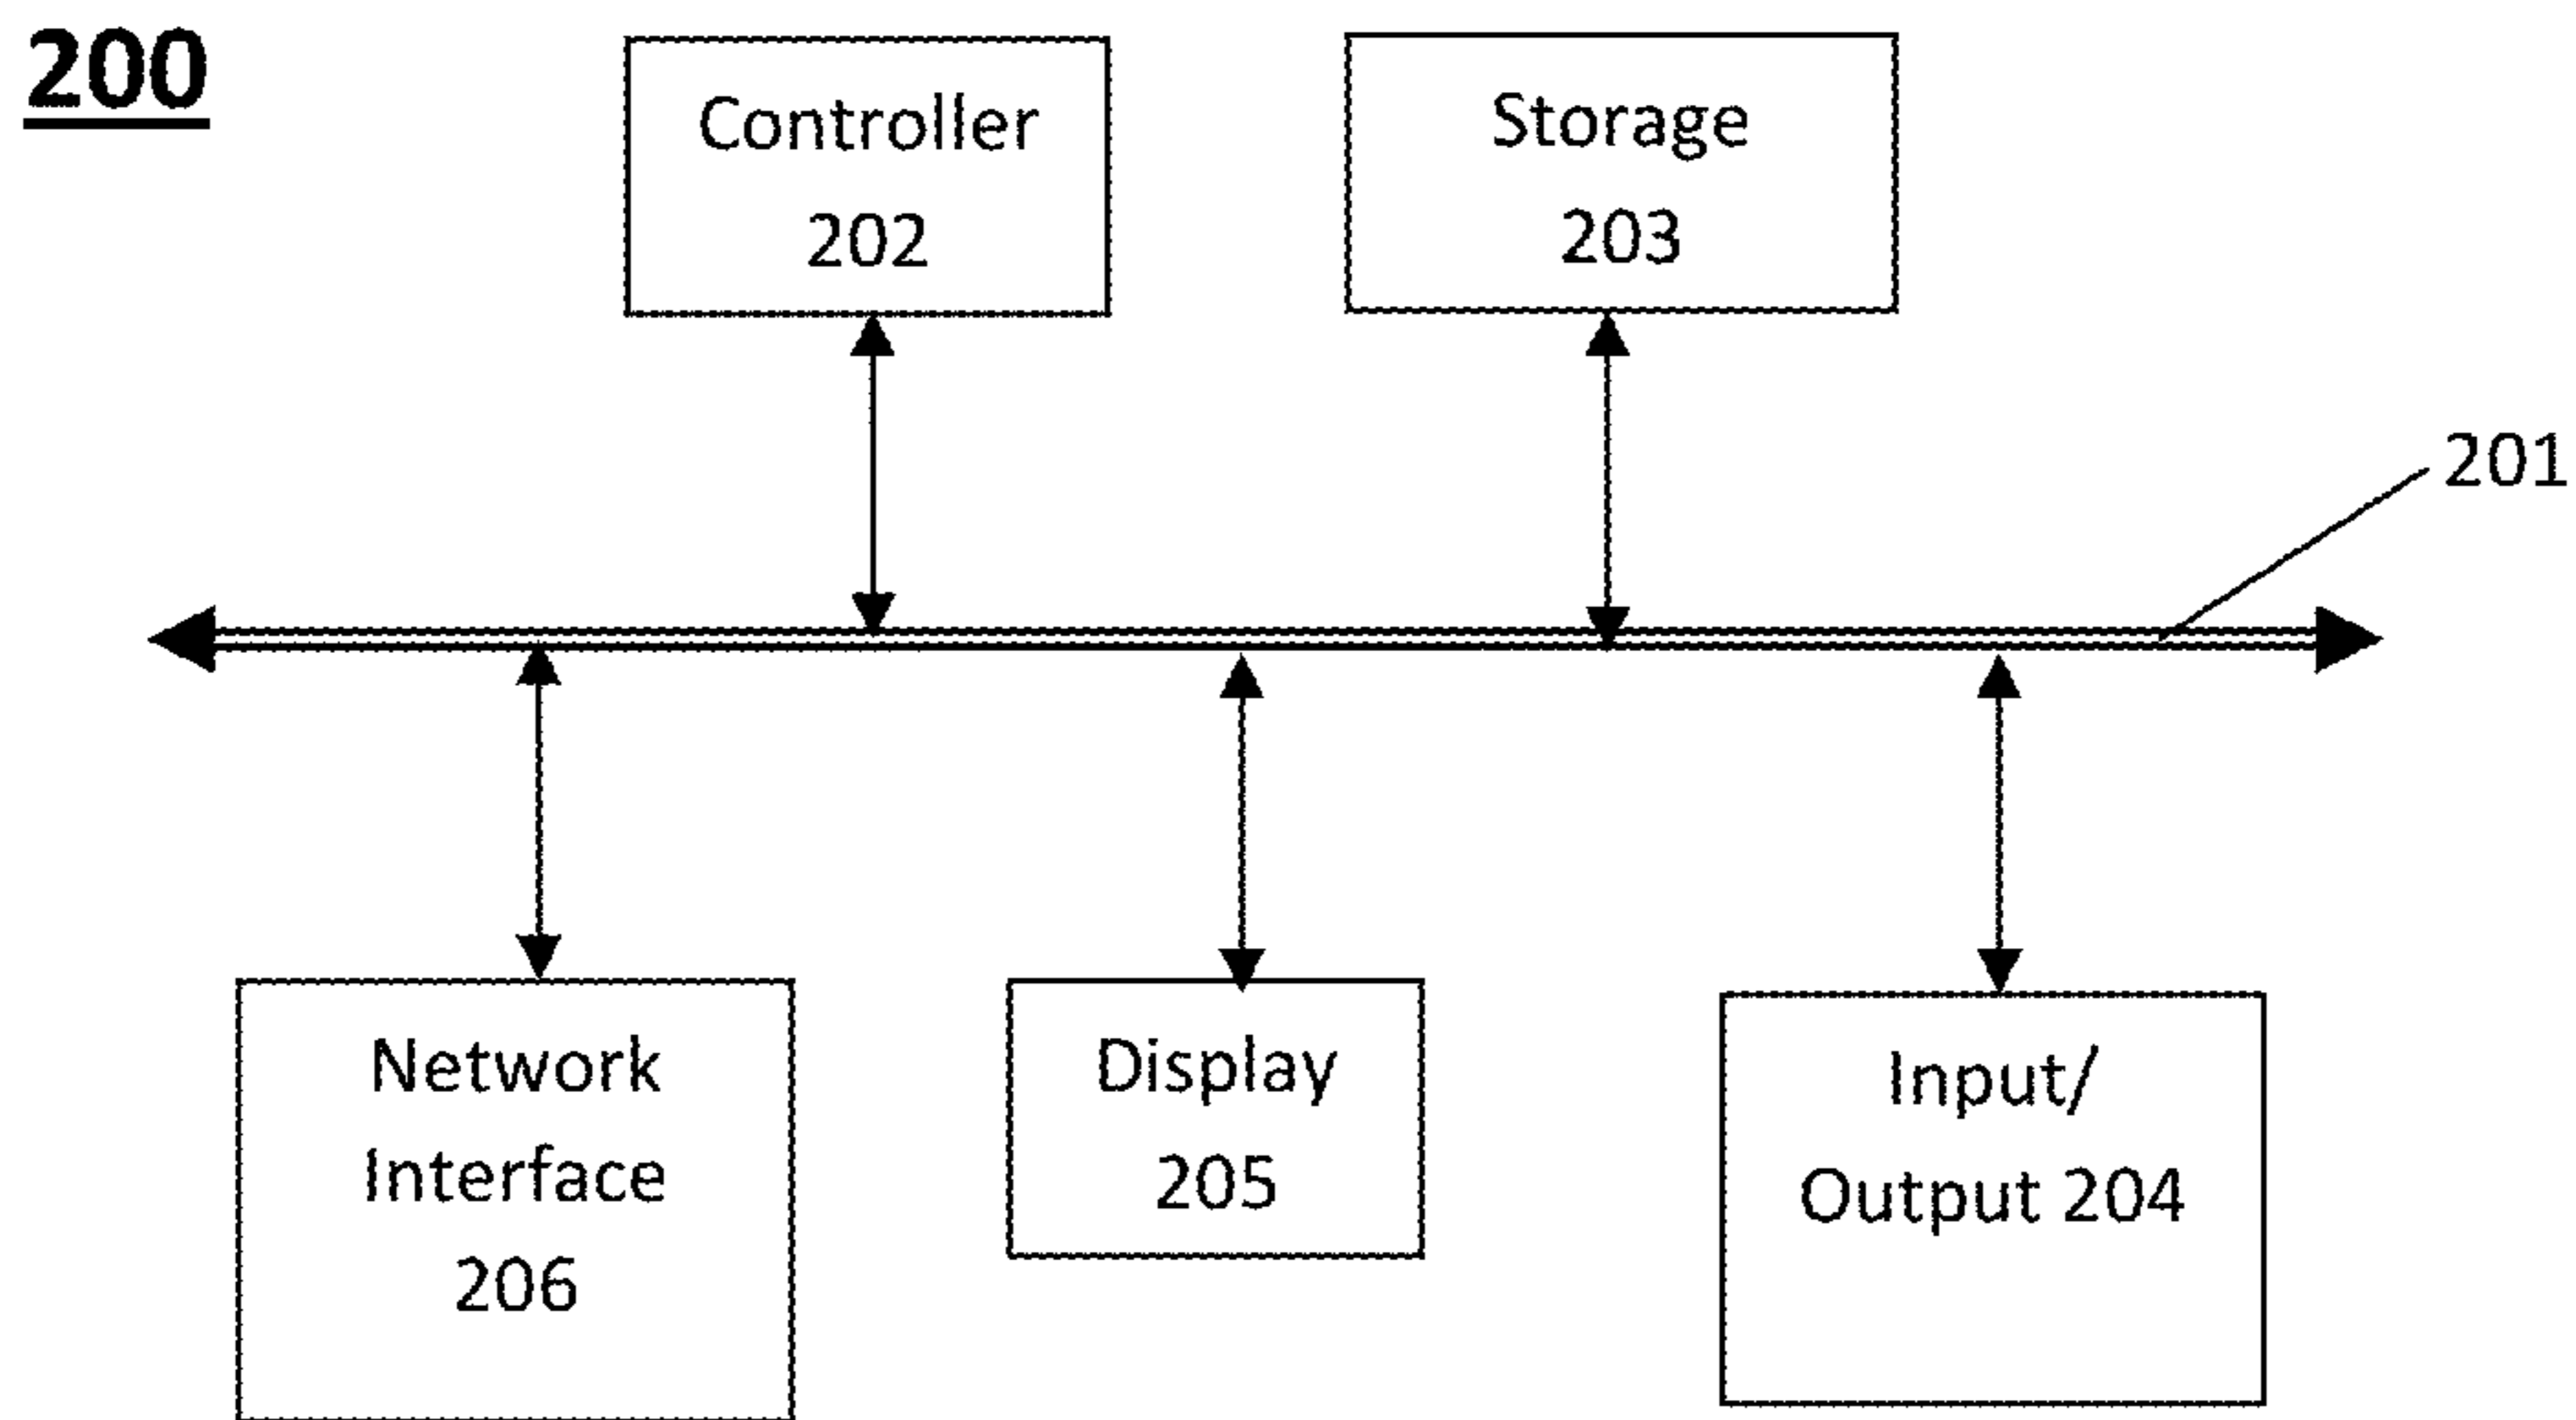 200
Controller
202
Storage
203
201
Network
Interface
206
Display
205
Input/
Output 204